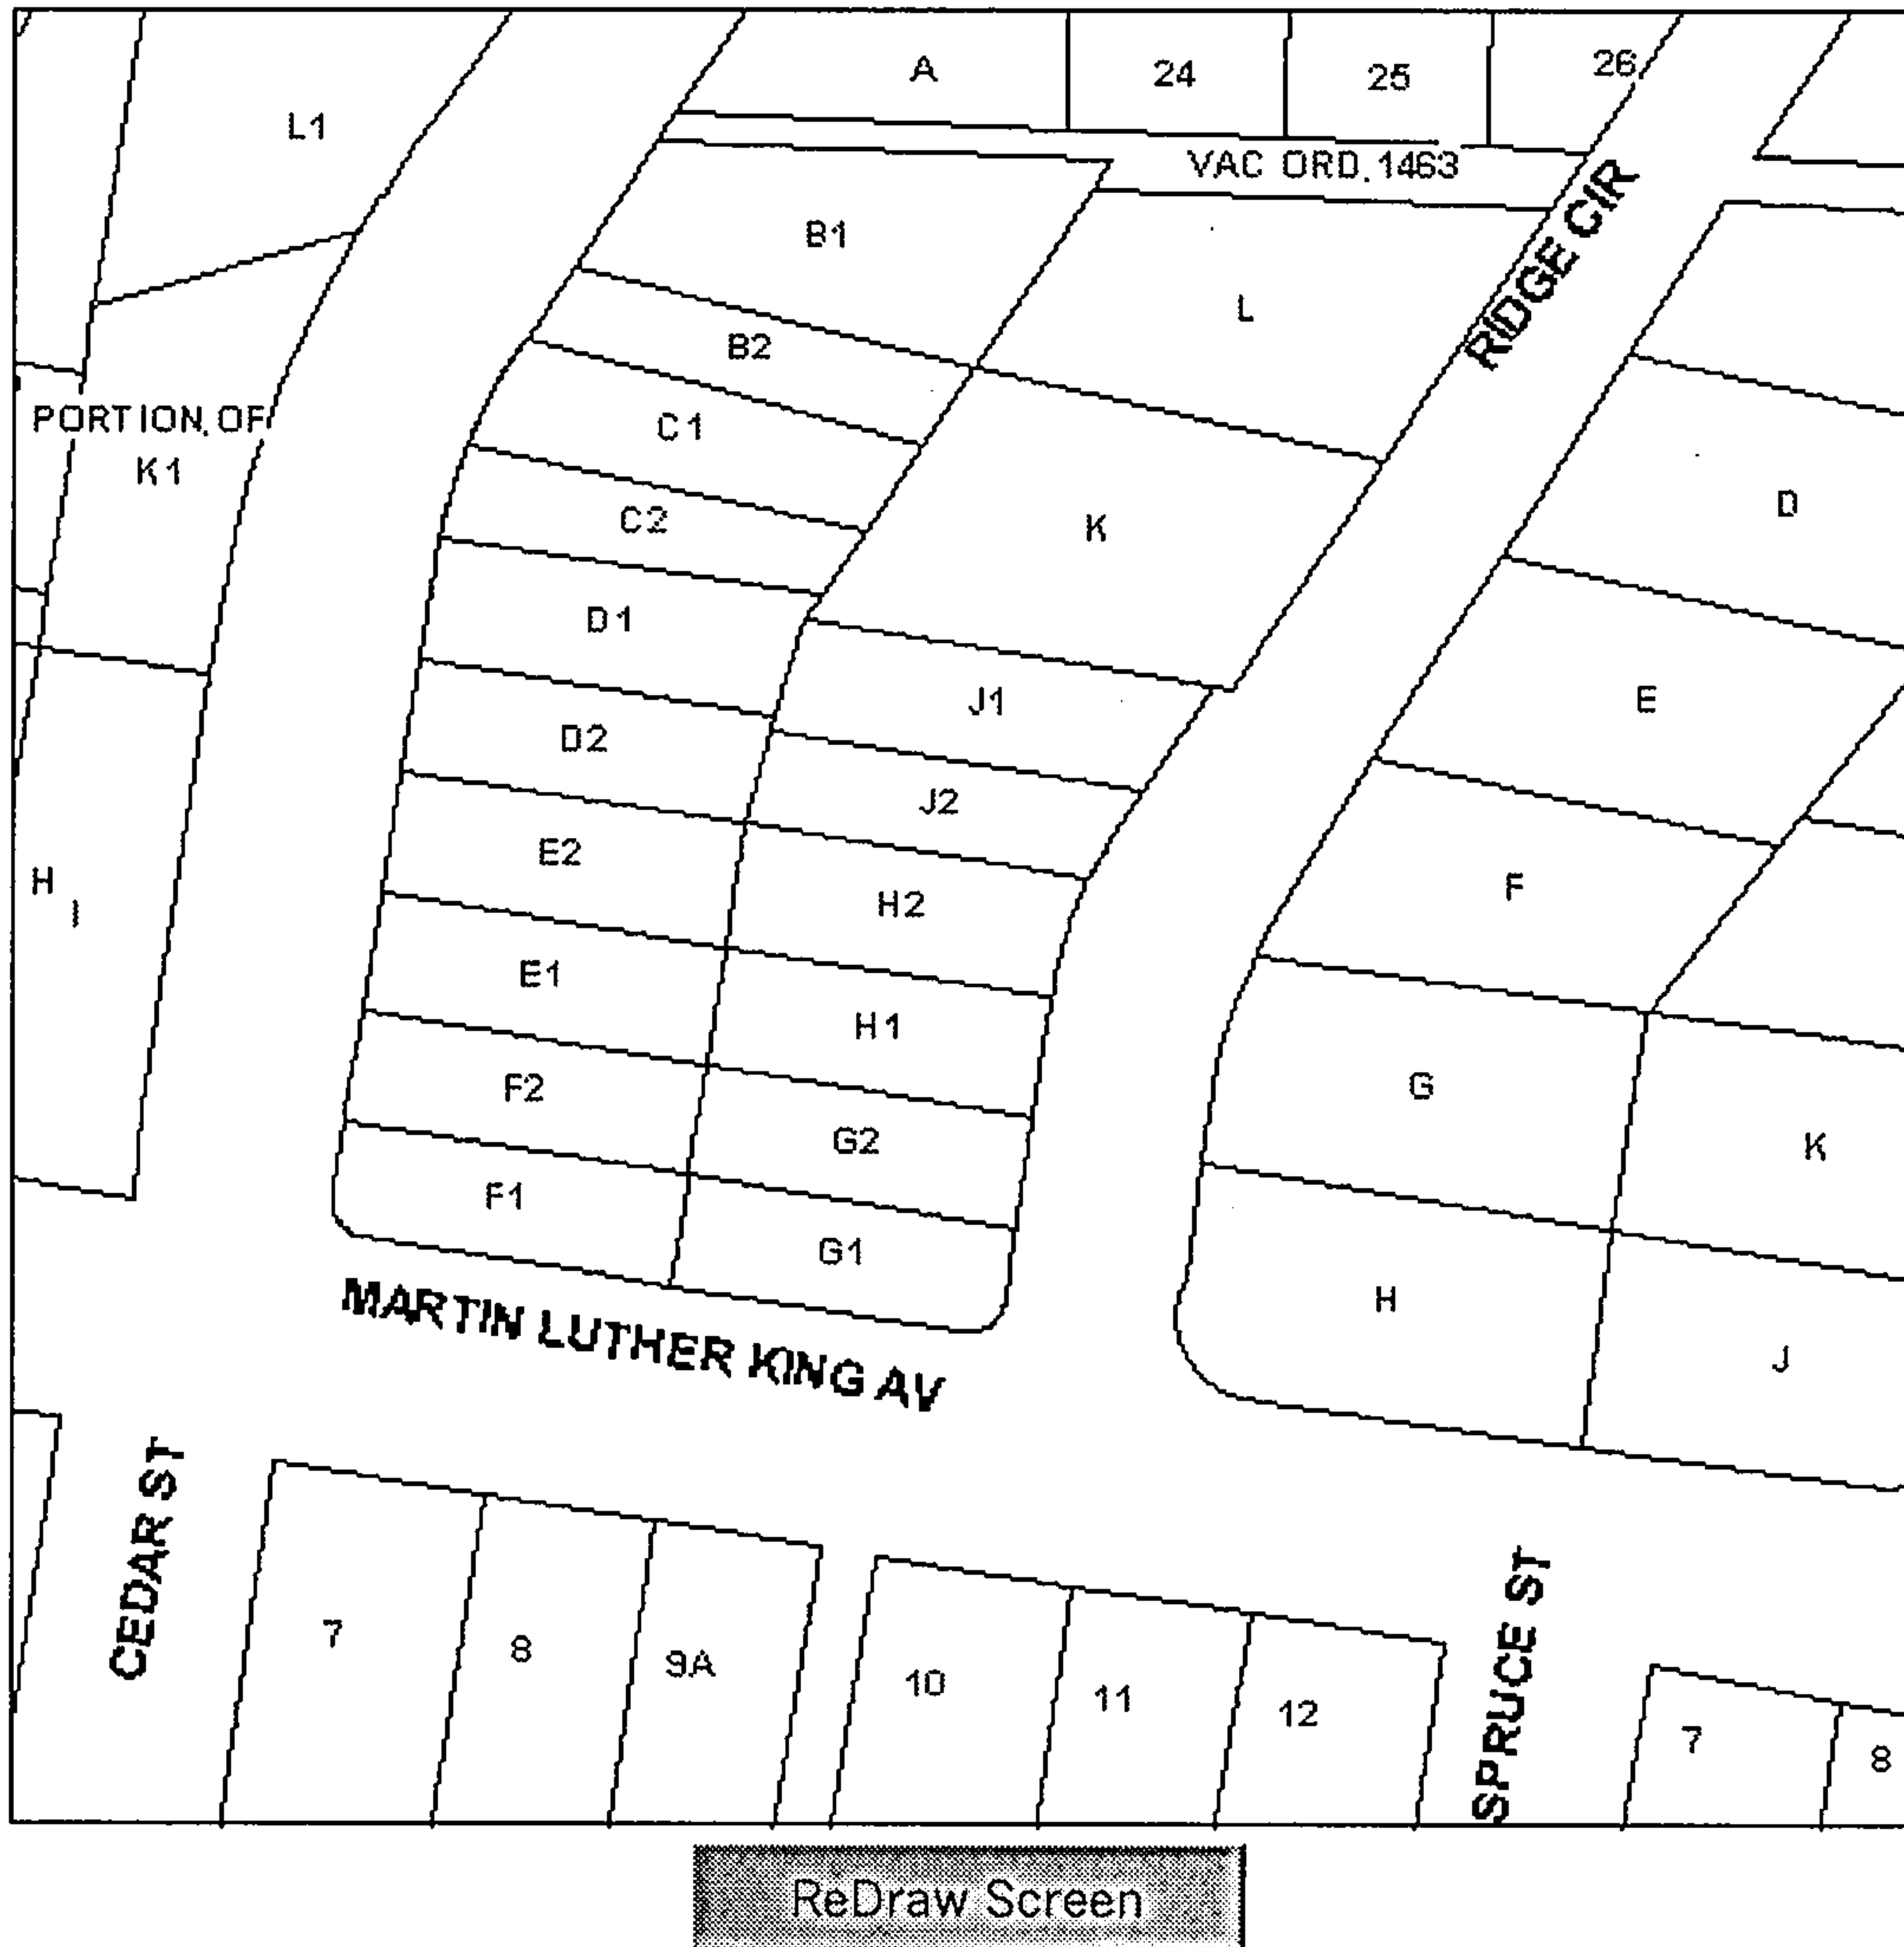 A
24
25
26
L1
VAC ORD. 1463
RIDGE CIR
B1
L
B2
PORTION OF
K1
C1
C2
K
D
D1
J1
E
D2
J2
E2
H
I
H2
F
E1
H1
F2
G
G2
K
F1
G1
H
MARTIN LUTHER KING AV
J
CEDAR ST
7
8
9A
10
11
12
SPRUCE ST
7
8
ReDraw Screen